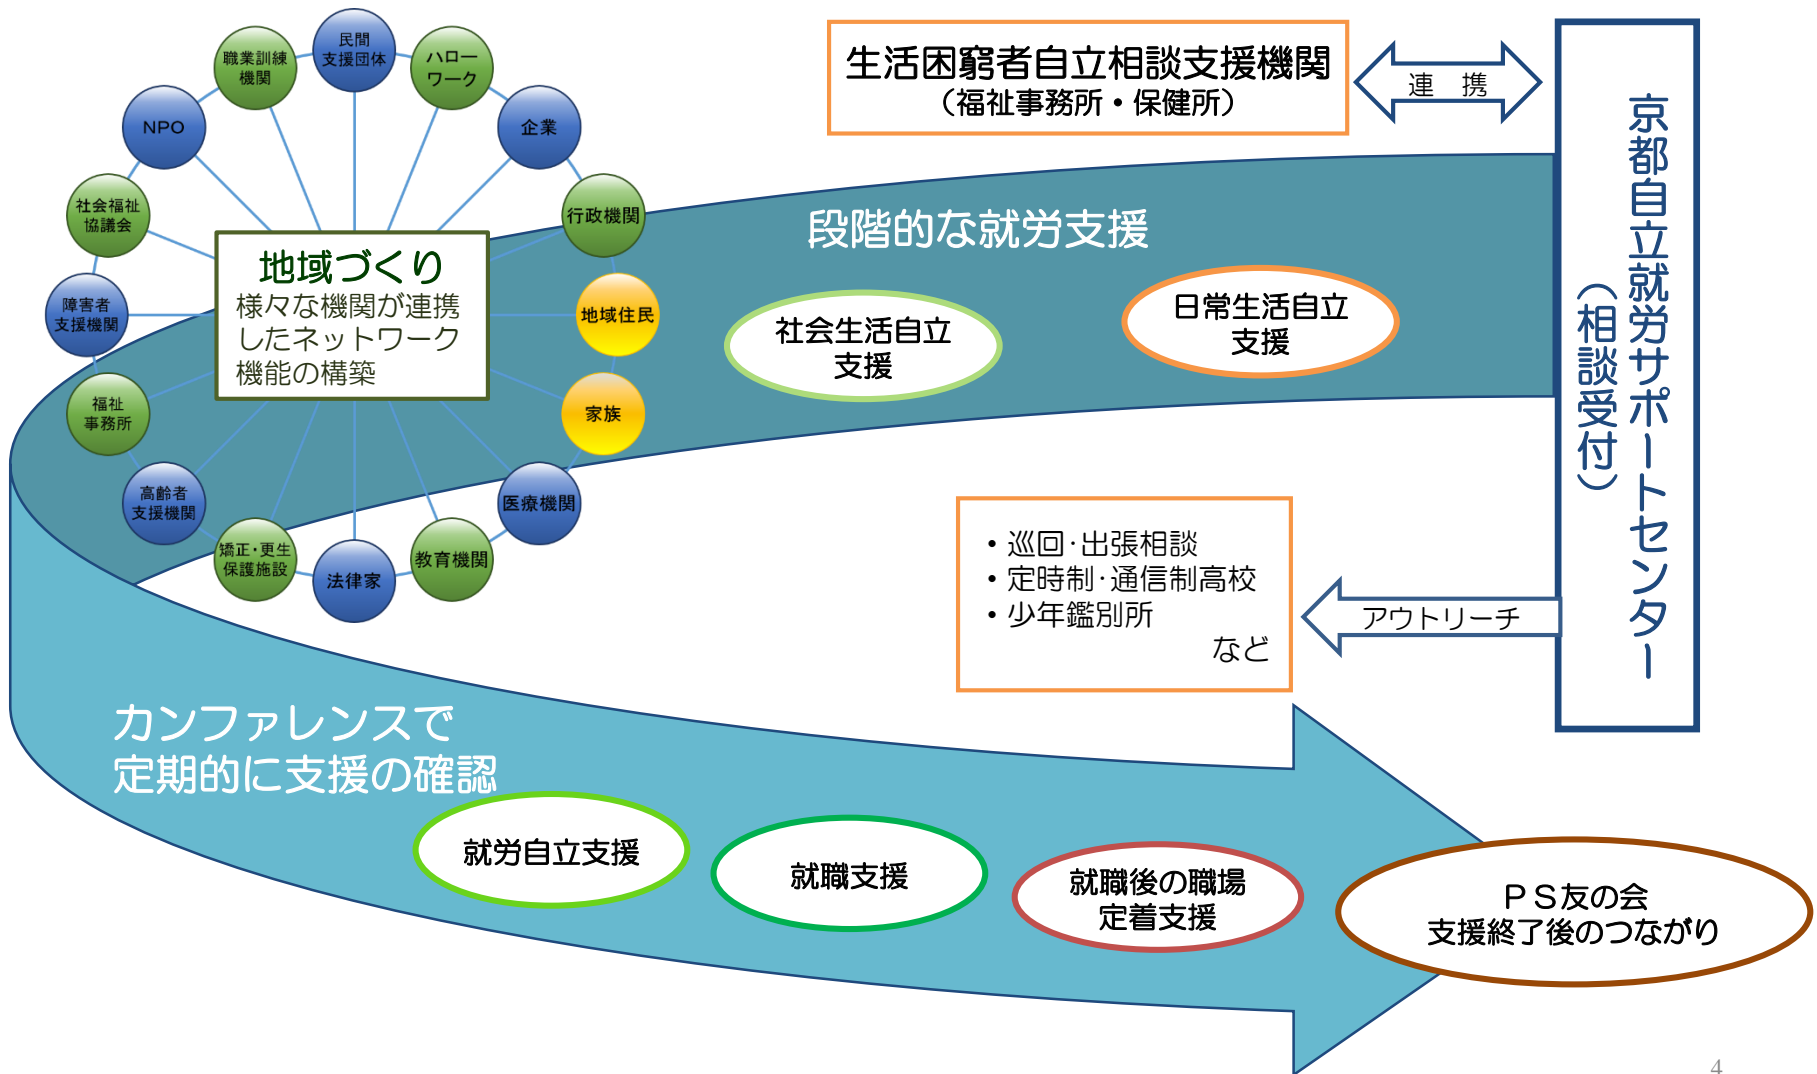 生活困窮者自立相談支援機関
（福祉事務所・保健所）
連　携
京都自立就労サポートセンター
（相談受付）
民間
支援団体
ハロー
ワーク
企業
行政機関
地域住民
家族
医療機関
教育機関
法律家
矯正・更生
保護施設
高齢者
支援機関
福祉
事務所
障害者
支援機関
社会福祉
協議会
NPO
職業訓練
機関
地域づくり
様々な機関が連携
したネットワーク
機能の構築
段階的な就労支援
社会生活自立
支援
日常生活自立
支援
・巡回・出張相談
・定時制・通信制高校
・少年鑑別所
など
アウトリーチ
カンファレンスで
定期的に支援の確認
就労自立支援
就職支援
就職後の職場
定着支援
ＰＳ友の会
支援終了後のつながり
4